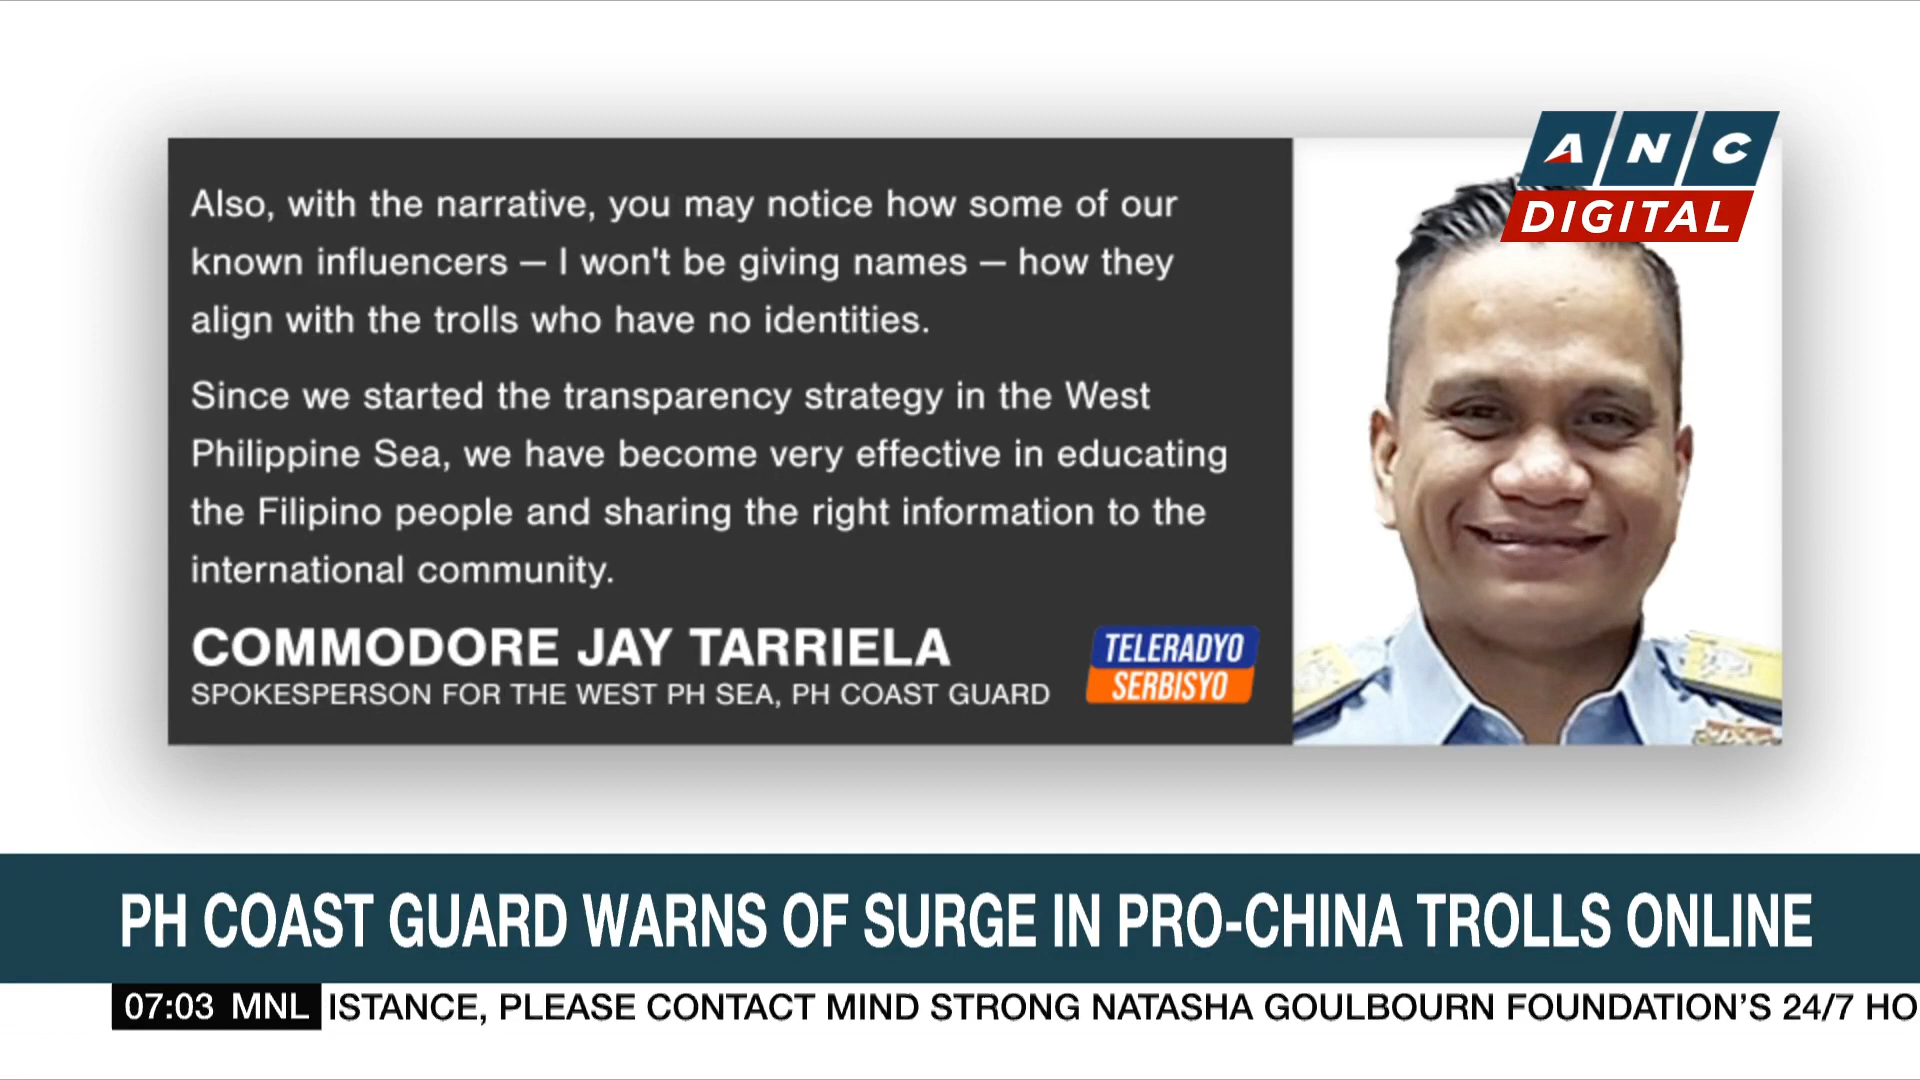 ANC
DIGITAL
Also, with the narrative, you may notice how some of our
known influencers — I won't be giving names — how they
align with the trolls who have no identities.
Since we started the transparency strategy in the West
Philippine Sea, we have become very effective in educating
the Filipino people and sharing the right information to the
international community.
COMMODORE JAY TARRIELA
SPOKESPERSON FOR THE WEST PH SEA, PH COAST GUARD
TELERADYO
SERBISYO
PH COAST GUARD WARNS OF SURGE IN PRO-CHINA TROLLS ONLINE
07:03 MNL ISTANCE, PLEASE CONTACT MIND STRONG NATASHA GOULBOURN FOUNDATION’S 24/7 HO